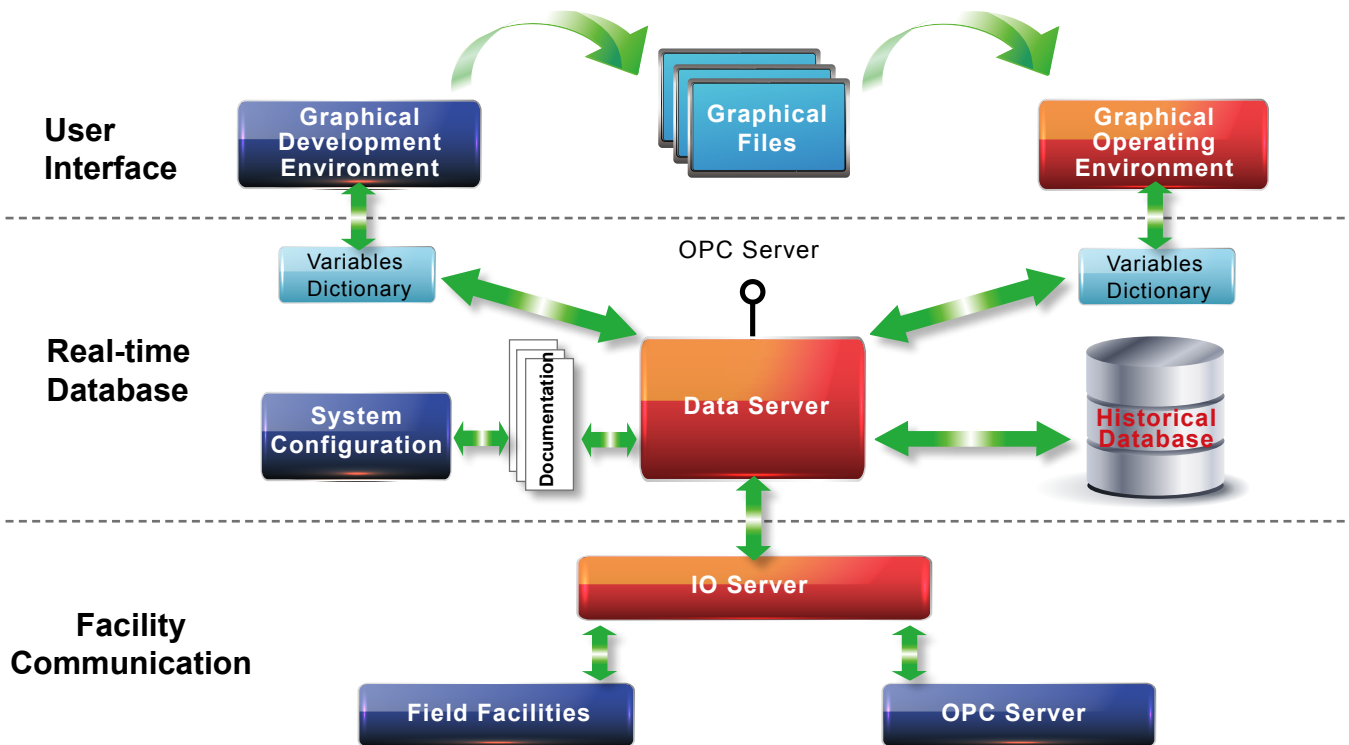 User
Interface
Graphical
Development
Environment
Graphical
Files
Graphical
Operating
Environment
Real-time
Database
Variables
Dictionary
OPC Server
Variables
Dictionary
System
Configuration
Documentation
Data Server
Historical
Database
Facility
Communication
IO Server
Field Facilities
OPC Server